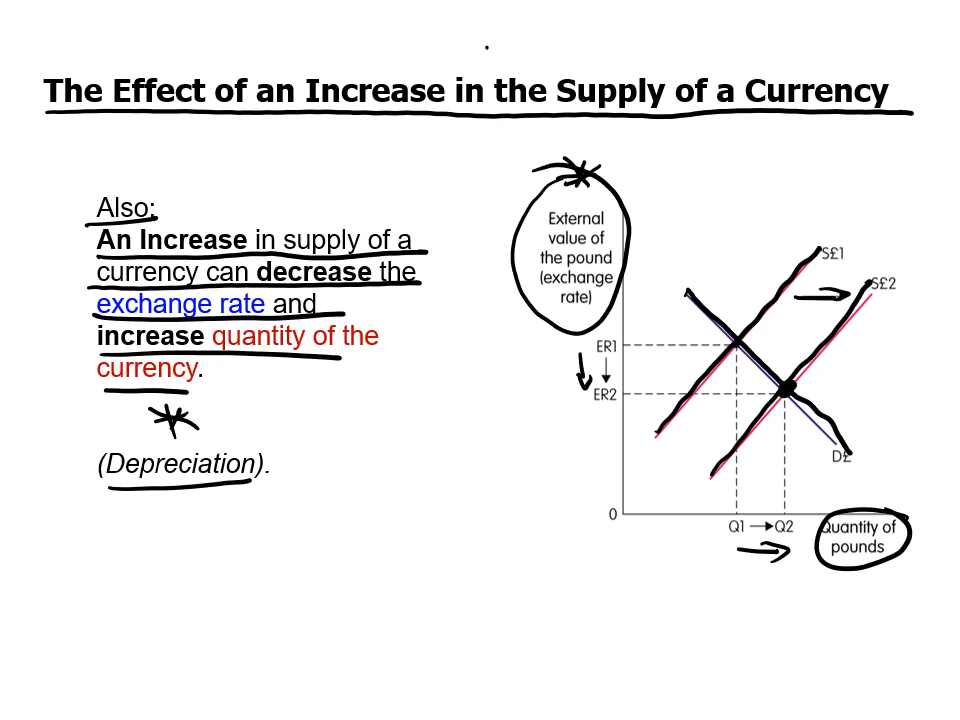 The Effect of an Increase in the Supply of a Currency
Also:
An Increase in supply of a
currency can decrease the
exchange rate and
increase quantity of the
currency.
(Depreciation).
External
value of
the pound
(exchange
rate)
S£1
S£2
ER1
ER2
D£
0
Q1
Q2
Quantity of
pounds